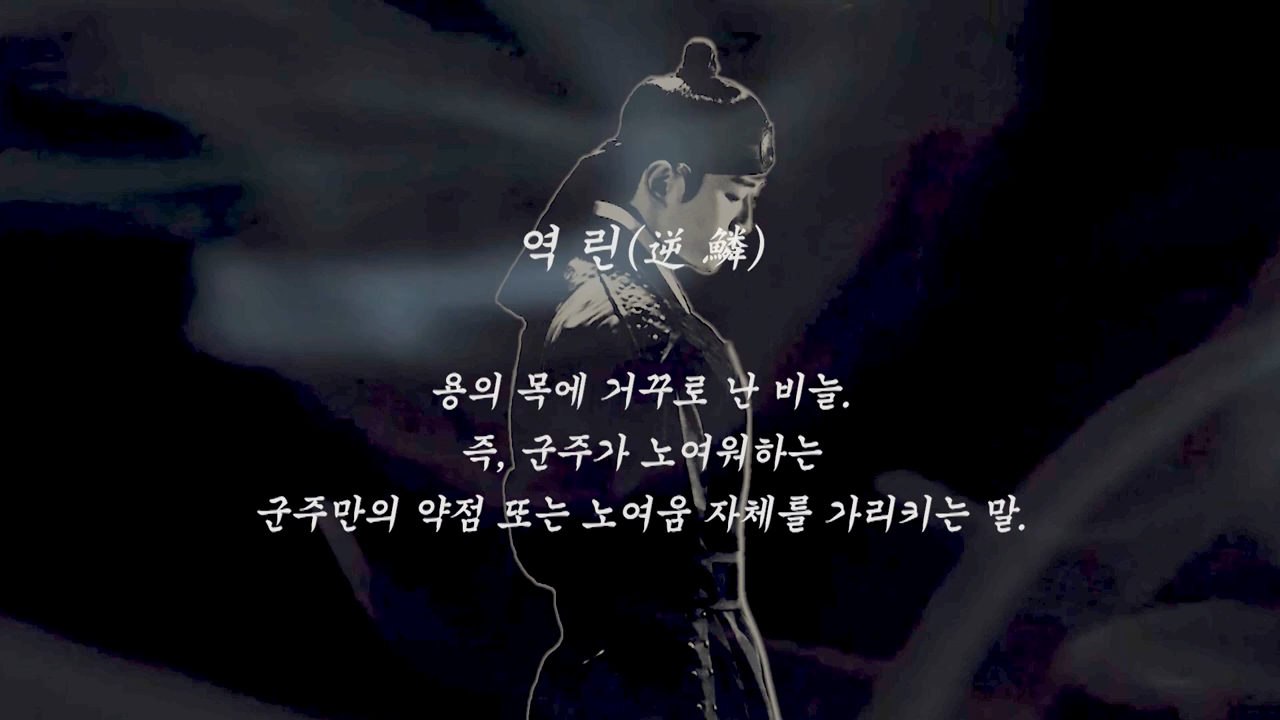 역 린(逆 鱗)
용의 목에 거꾸로 난 비늘.
즉, 군주가 노여워하는
군주만의 약점 또는 노여움 자체를 가리키는 말.